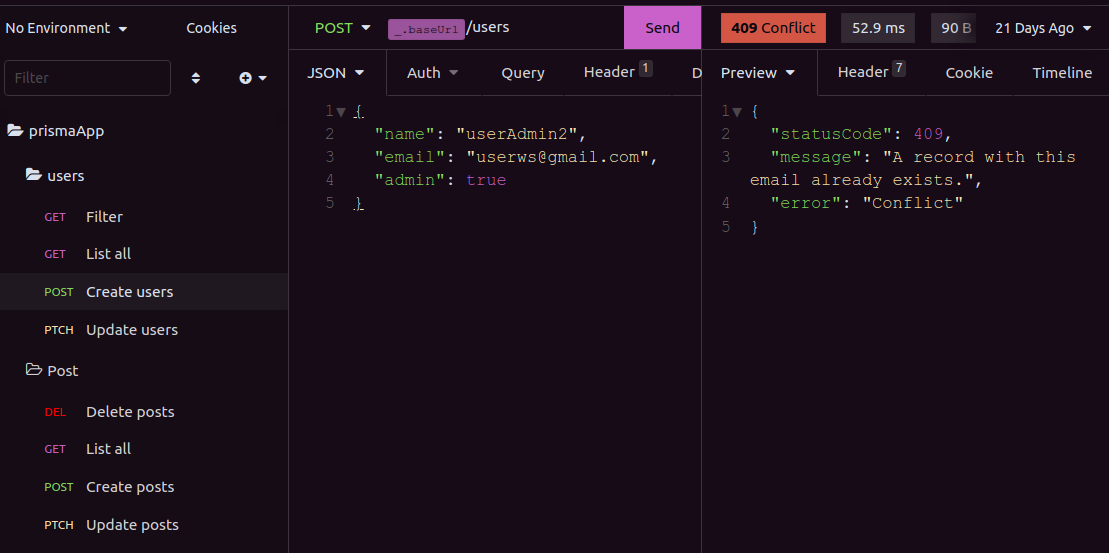 No Environment
Cookies
Filter
prismaApp
users
GET Filter
GET List all
POST Create users
PTCH Update users
Post
DEL Delete posts
GET List all
POST Create posts
PTCH Update posts
POST _.baseUrl/users Send
JSON Auth Query Header 1 D
1 {
2 "name": "userAdmin2",
3 "email": "userws@gmail.com",
4 "admin": true
5 }
409 Conflict 52.9 ms 90 B 21 Days Ago
Preview Header 7 Cookie Timeline
1 {
2 "statusCode": 409,
3 "message": "A record with this
email already exists.",
4 "error": "Conflict"
5 }